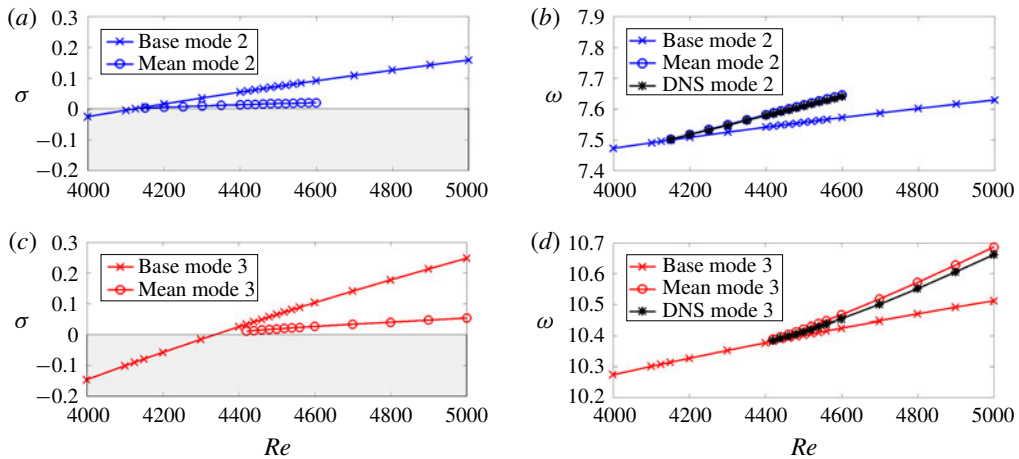 (a)
0.3
0.2
0.1
0
−0.1
−0.2
σ
Base mode 2
Mean mode 2
4000 4200 4400 4600 4800 5000
(b)
7.9
7.8
7.7
7.6
7.5
7.4
ω
Base mode 2
Mean mode 2
DNS mode 2
4000 4200 4400 4600 4800 5000
(c)
0.3
0.2
0.1
0
−0.1
−0.2
σ
Base mode 3
Mean mode 3
4000 4200 4400 4600 4800 5000
Re
(d)
10.7
10.6
10.5
10.4
10.3
10.2
ω
Base mode 3
Mean mode 3
DNS mode 3
4000 4200 4400 4600 4800 5000
Re